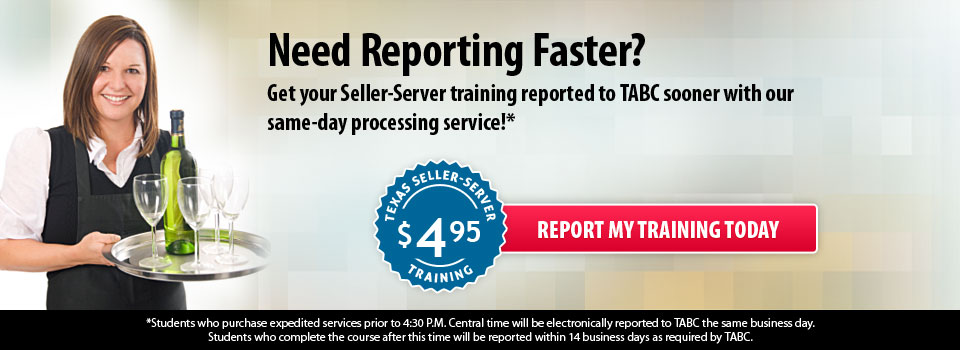 Need Reporting Faster?
Get your Seller-Server training reported to TABC sooner with our
same-day processing service!*
TEXAS SELLER-SERVER
$4.95
TRAINING
REPORT MY TRAINING TODAY
*Students who purchase expedited services prior to 4:30 P.M. Central time will be electronically reported to TABC the same business day.
Students who complete the course after this time will be reported within 14 business days as required by TABC.